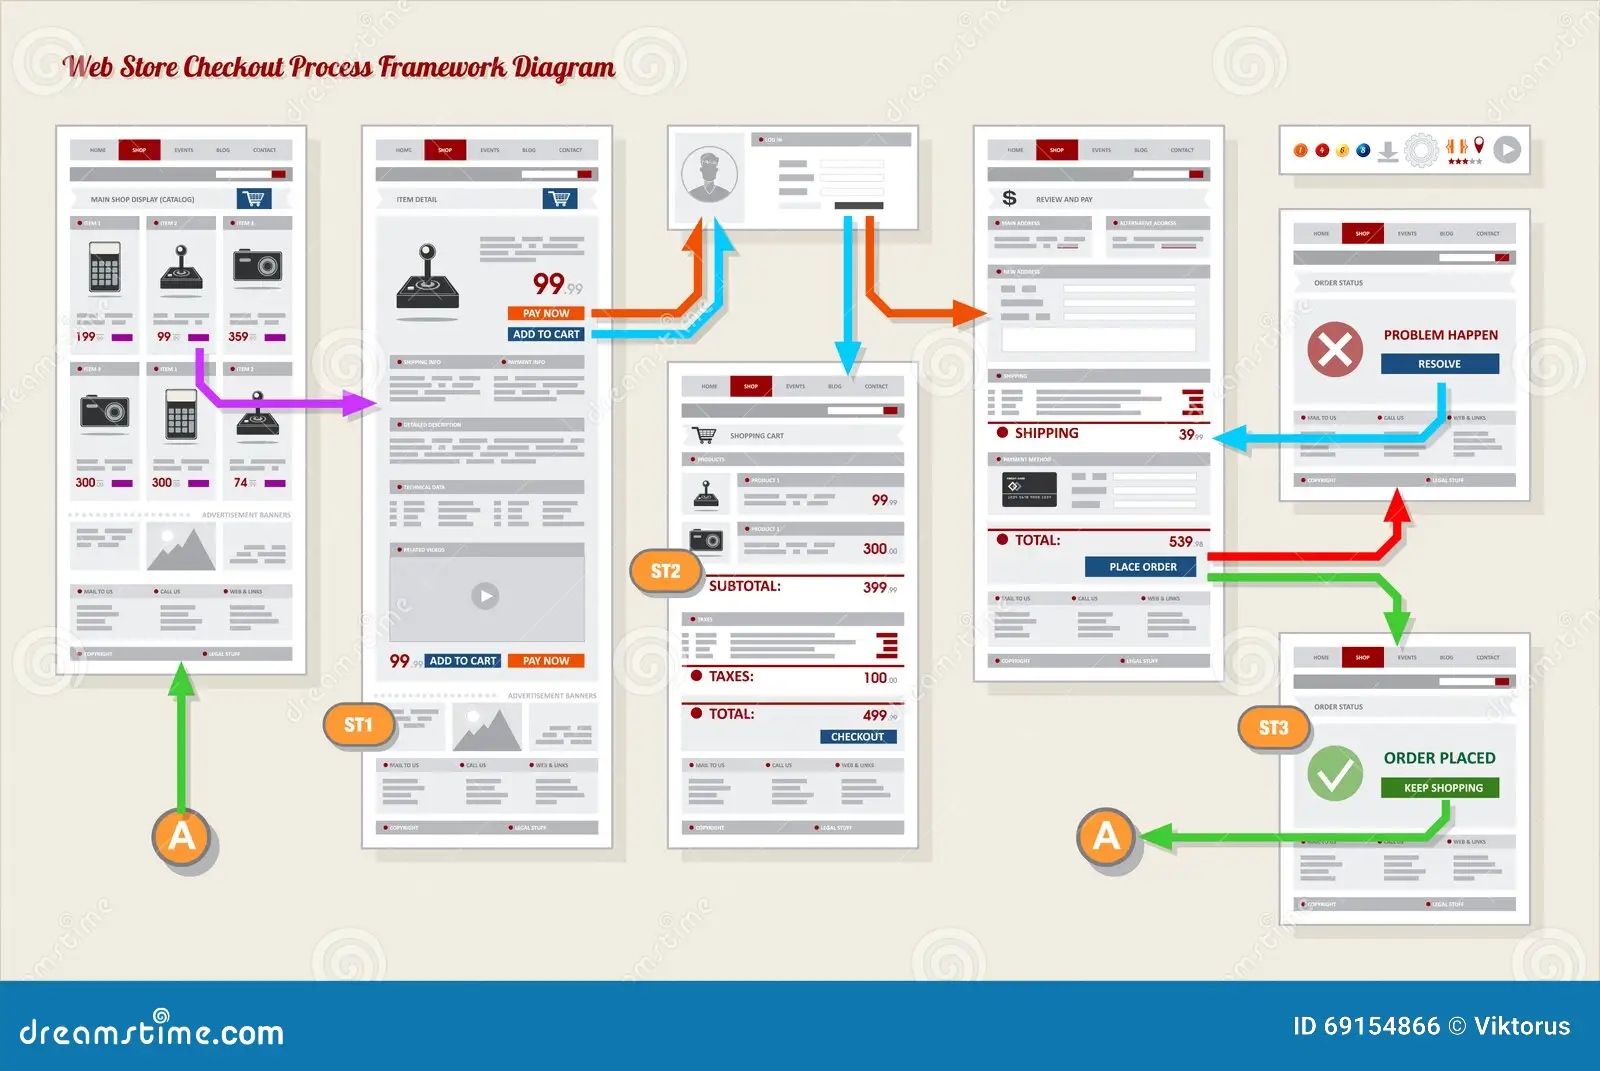 Web Store Checkout Process Framework Diagram
HOME SHOP EVENTS BLOG CONTACT
MAIN SHOP DISPLAY (CATALOG)
ITEM 1 ITEM 2 ITEM 3
199 99 359
ITEM 3 ITEM 1 ITEM 2
300 300 74
ADVERTISEMENT BANNERS
MAIL TO US CALL US WEB & LINKS
COPYRIGHT LEGAL STUFF
A
HOME SHOP EVENTS BLOG CONTACT
ITEM DETAIL
99.99
PAY NOW
ADD TO CART
SHIPPING INFO PAYMENT INFO
DETAILED DESCRIPTION
TECHNICAL DATA
RELATED VIDEOS
99.99 ADD TO CART PAY NOW
ADVERTISEMENT BANNERS
ST1
MAIL TO US CALL US WEB & LINKS
COPYRIGHT LEGAL STUFF
LOG IN
HOME SHOP EVENTS BLOG CONTACT
SHOPPING CART
PRODUCTS
PRODUCT 1
99.99
PRODUCT 2
300.00
ST2
SUBTOTAL: 399.99
TAXES
TAXES: 100.00
TOTAL: 499.99
CHECKOUT
MAIL TO US CALL US WEB & LINKS
COPYRIGHT LEGAL STUFF
HOME SHOP EVENTS BLOG CONTACT
$ REVIEW AND PAY
MAIN ADDRESS ALTERNATIVE ADDRESS
NEW ADDRESS
SHIPPING
SHIPPING 39.99
PAYMENT METHOD
TOTAL: 539.98
PLACE ORDER
MAIL TO US CALL US WEB & LINKS
COPYRIGHT LEGAL STUFF
1 4 6 8
HOME SHOP EVENTS BLOG CONTACT
ORDER STATUS
PROBLEM HAPPEN
RESOLVE
MAIL TO US CALL US WEB & LINKS
COPYRIGHT LEGAL STUFF
HOME SHOP EVENTS BLOG CONTACT
ORDER STATUS
ST3
ORDER PLACED
KEEP SHOPPING
A
MAIL TO US CALL US WEB & LINKS
COPYRIGHT LEGAL STUFF
dreamstime.com
ID 69154866 © Viktorus